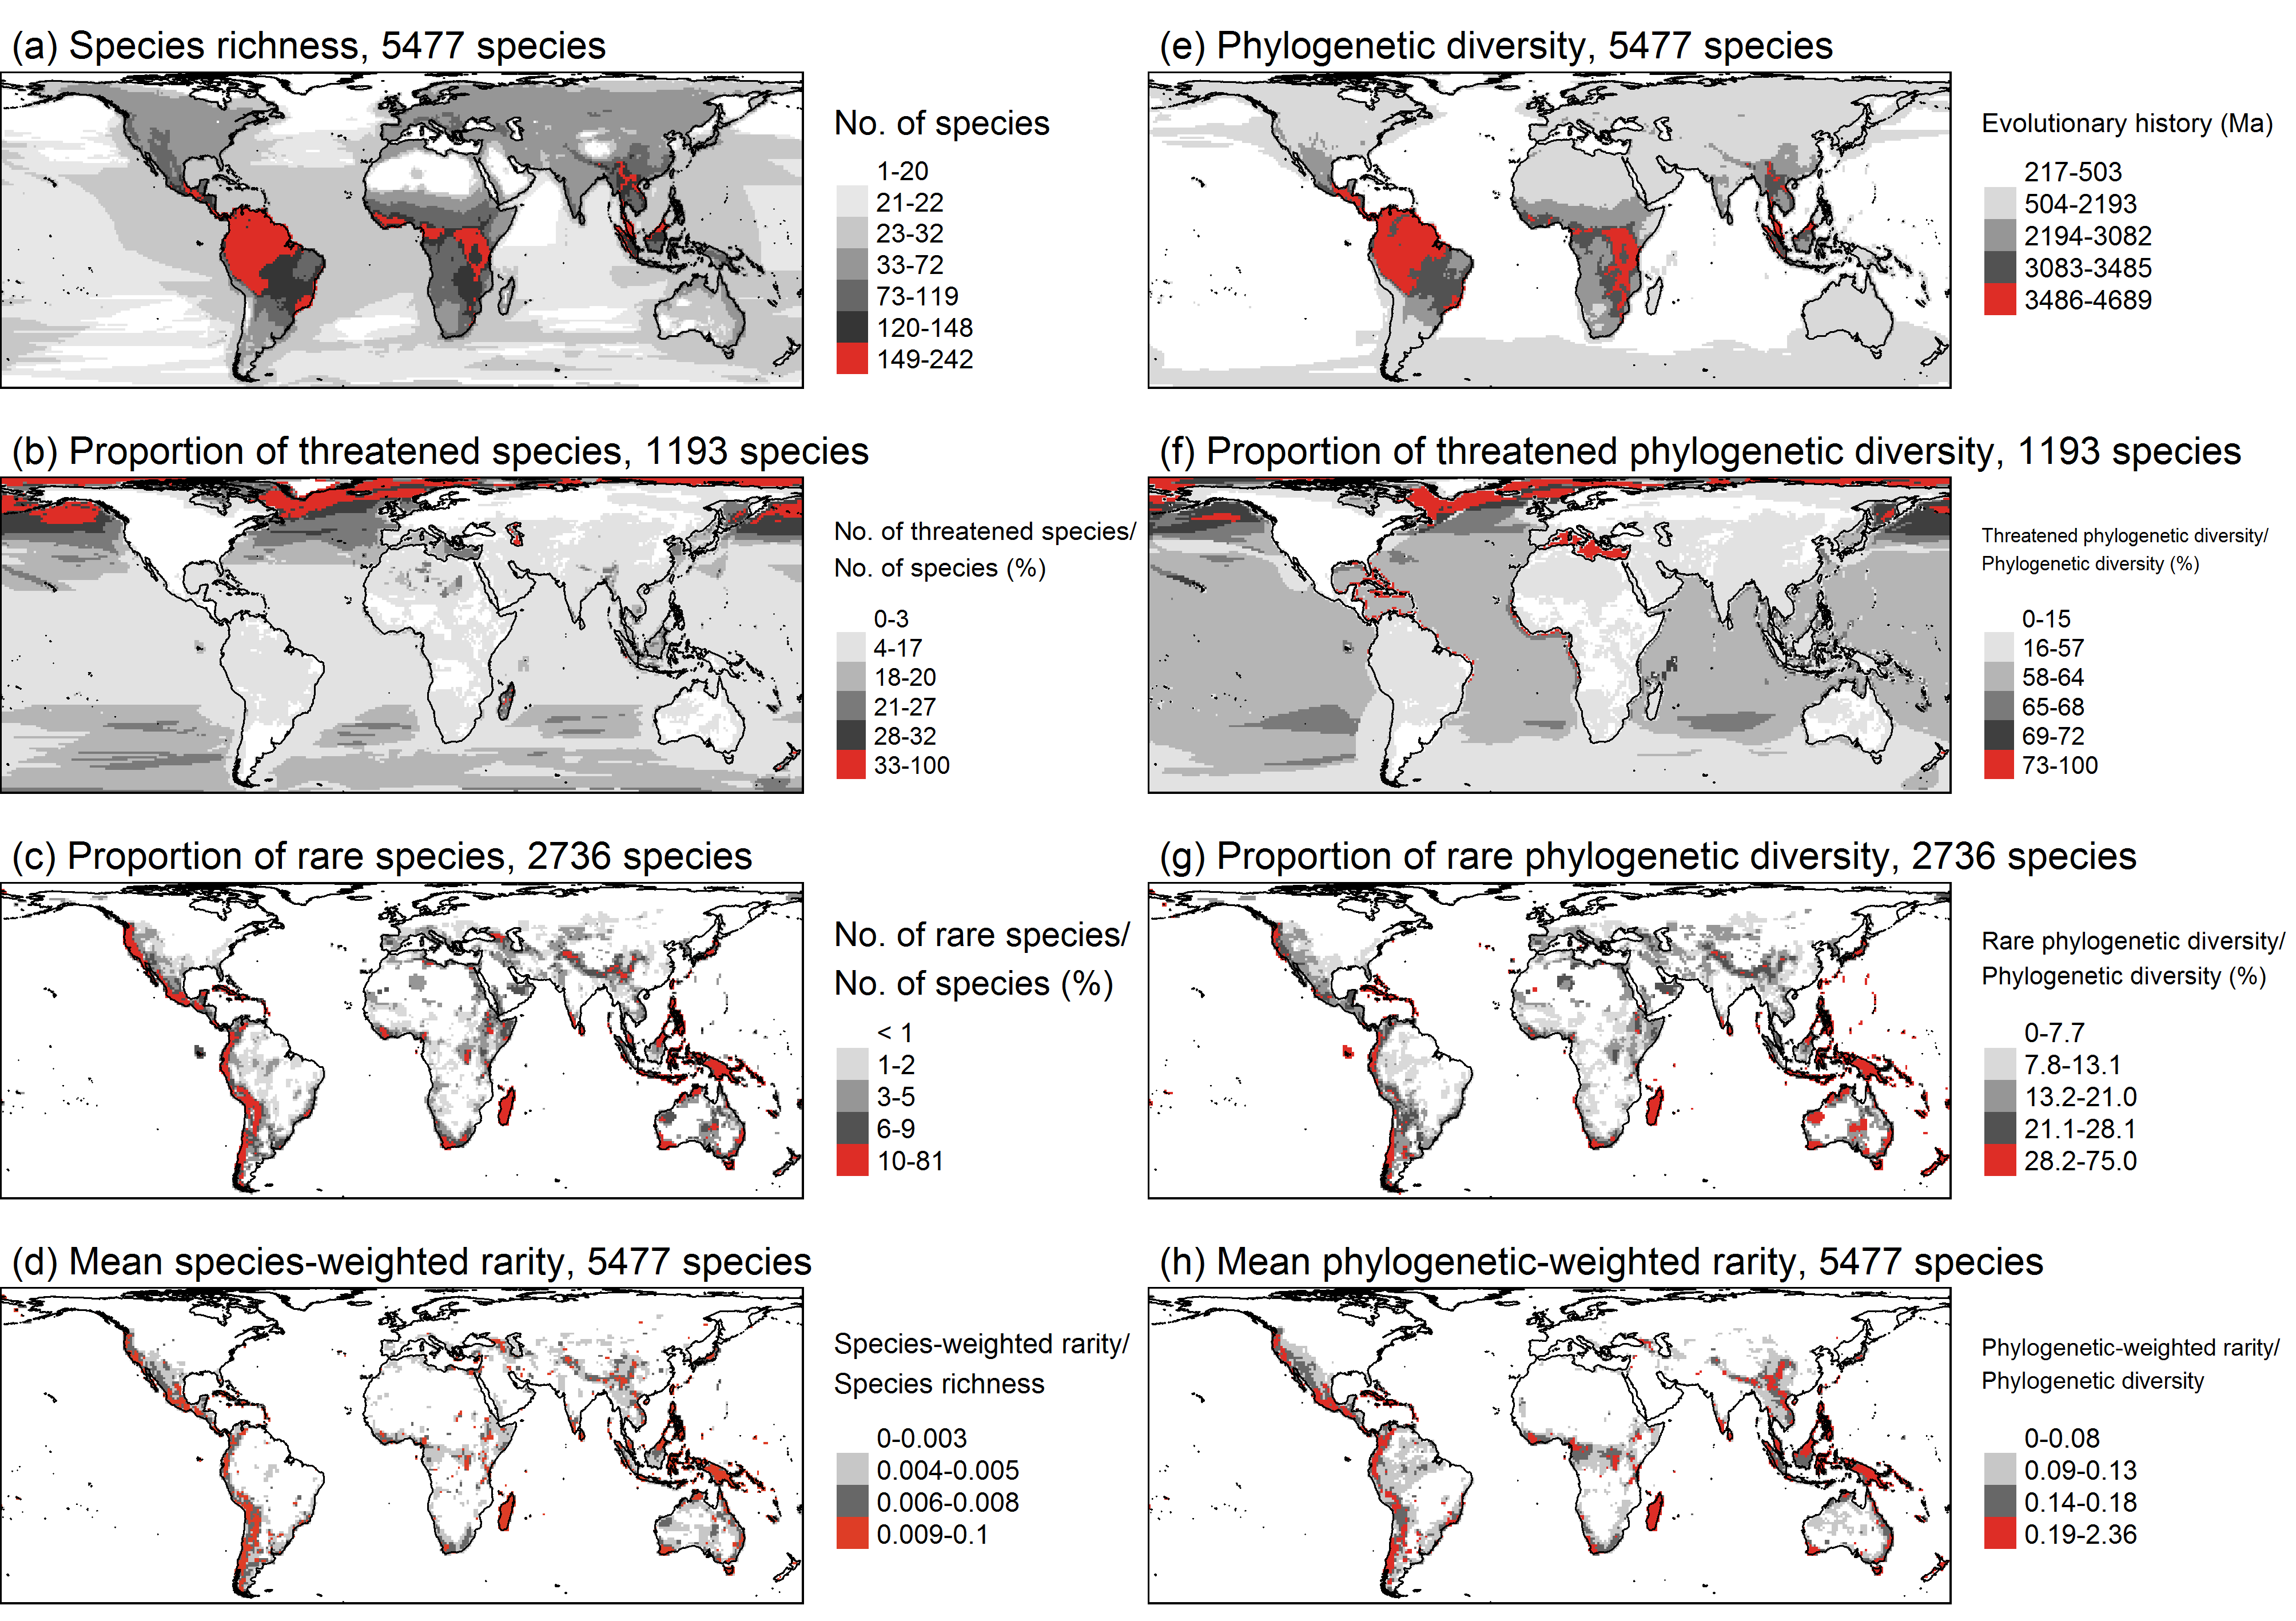 (a) Species richness, 5477 species
No. of species
1-20
21-22
23-32
33-72
73-119
120-148
149-242
(e) Phylogenetic diversity, 5477 species
Evolutionary history (Ma)
217-503
504-2193
2194-3082
3083-3485
3486-4689
(b) Proportion of threatened species, 1193 species
No. of threatened species/
No. of species (%)
0-3
4-17
18-20
21-27
28-32
33-100
(f) Proportion of threatened phylogenetic diversity, 1193 species
Threatened phylogenetic diversity/
Phylogenetic diversity (%)
0-15
16-57
58-64
65-68
69-72
73-100
(c) Proportion of rare species, 2736 species
No. of rare species/
No. of species (%)
< 1
1-2
3-5
6-9
10-81
(g) Proportion of rare phylogenetic diversity, 2736 species
Rare phylogenetic diversity/
Phylogenetic diversity (%)
0-7.7
7.8-13.1
13.2-21.0
21.1-28.1
28.2-75.0
(d) Mean species-weighted rarity, 5477 species
Species-weighted rarity/
Species richness
0-0.003
0.004-0.005
0.006-0.008
0.009-0.1
(h) Mean phylogenetic-weighted rarity, 5477 species
Phylogenetic-weighted rarity/
Phylogenetic diversity
0-0.08
0.09-0.13
0.14-0.18
0.19-2.36